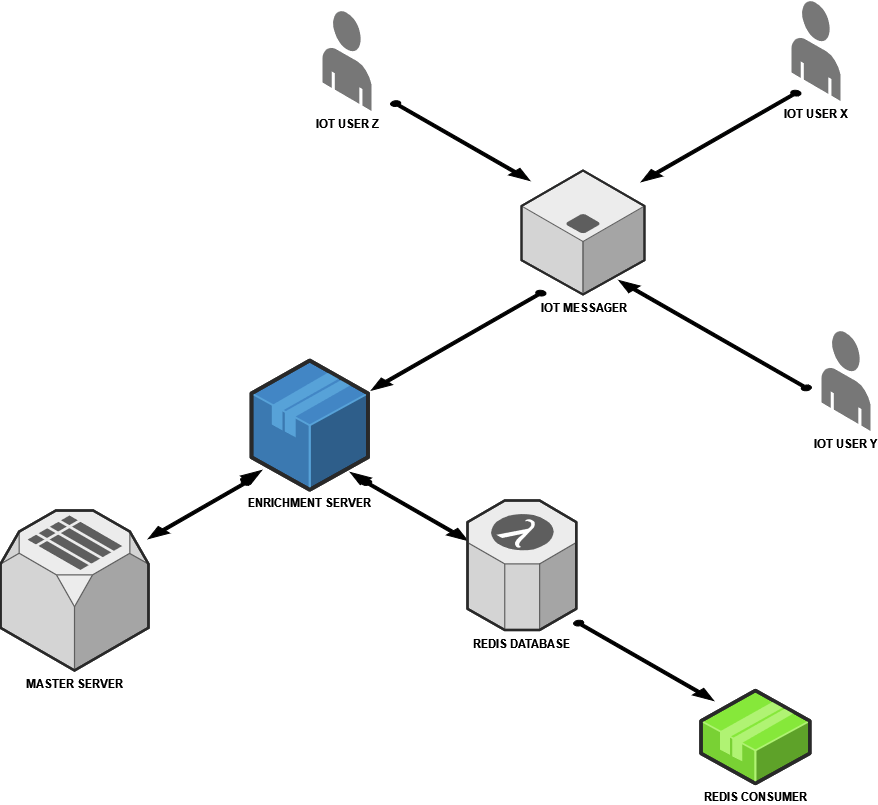 IOT USER X
IOT USER Z
IOT MESSAGER
IOT USER Y
ENRICHMENT SERVER
REDIS DATABASE
MASTER SERVER
REDIS CONSUMER